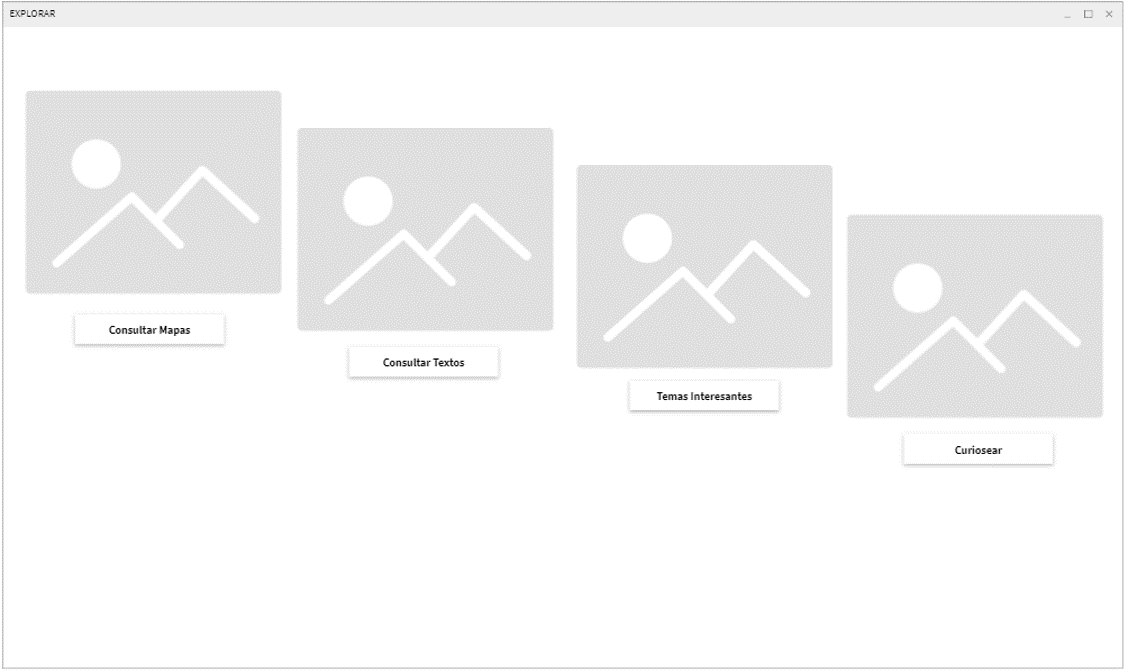 EXPLORAR
Consultar Mapas
Consultar Textos
Temas Interesantes
Curiosear